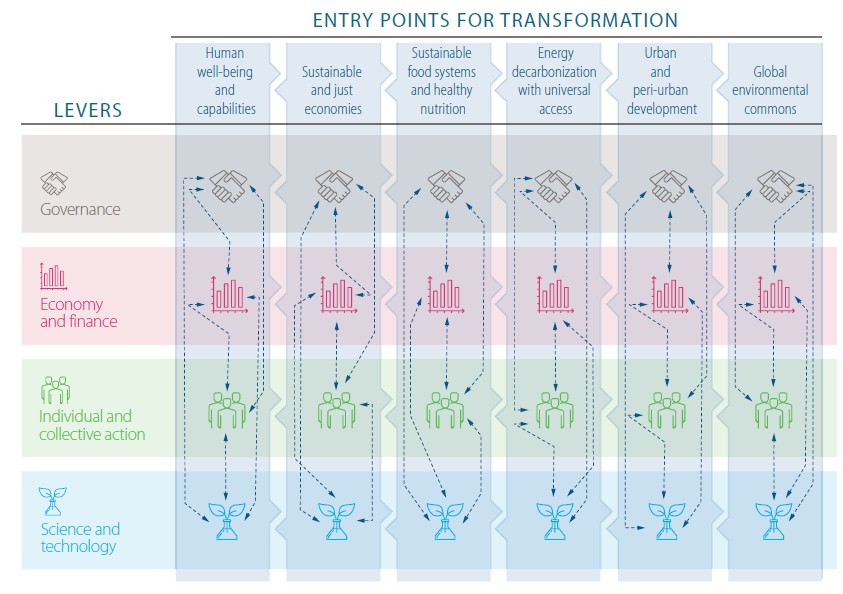 ENTRY POINTS FOR TRANSFORMATION
LEVERS
Human
well-being
and
capabilities
Sustainable
and just
economies
Sustainable
food systems
and healthy
nutrition
Energy
decarbonization
with universal
access
Urban
and
peri-urban
development
Global
environmental
commons
Governance
Economy
and finance
Individual and
collective action
Science and
technology